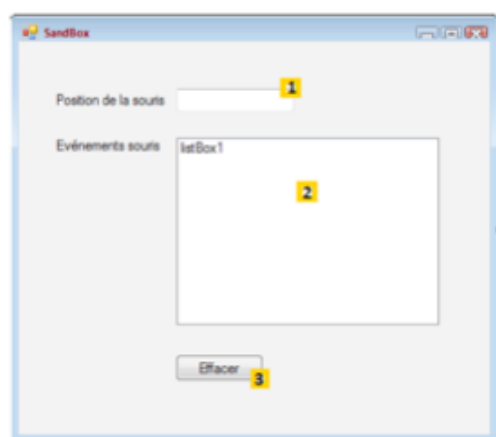 SandBox
Position de la souris
1
Evénements souris
listBox1
2
Effacer
3